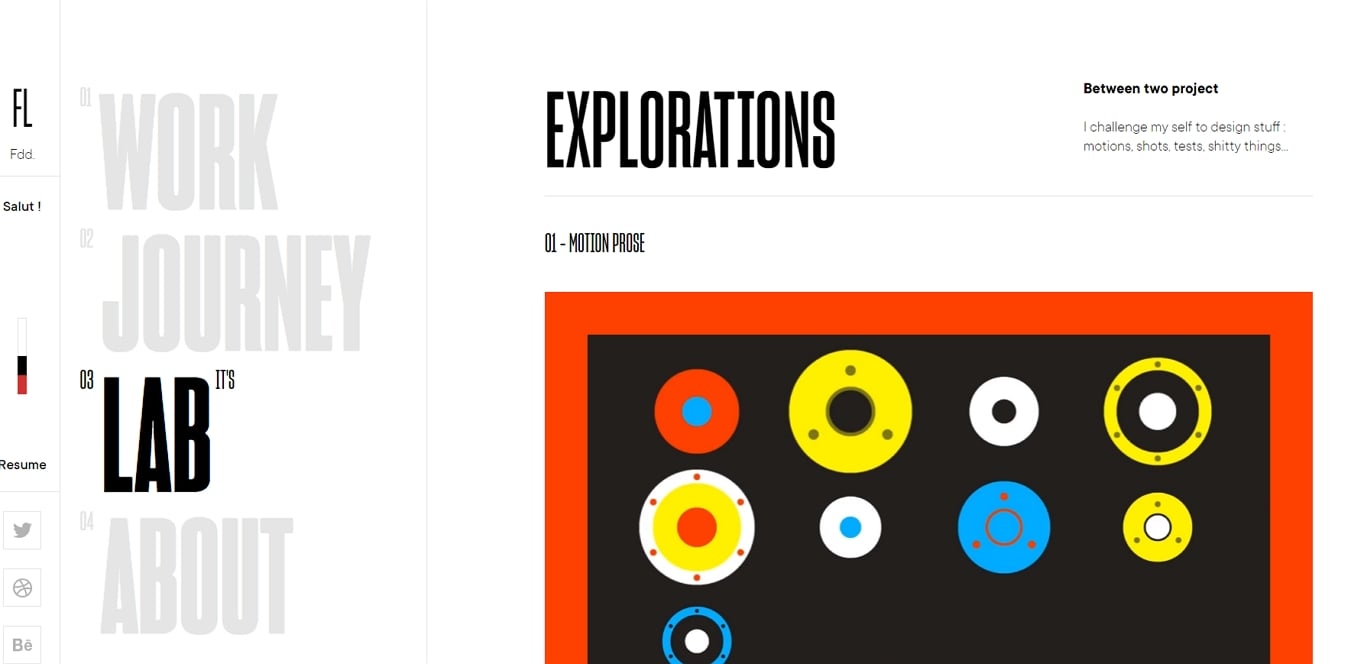 FL
Fdd.
Salut !
Resume
Bē
01
WORK
02
JOURNEY
03
LAB
IT'S
04
ABOUT
EXPLORATIONS
Between two project
I challenge my self to design stuff :
motions, shots, tests, shitty things...
01 - MOTION PROSE